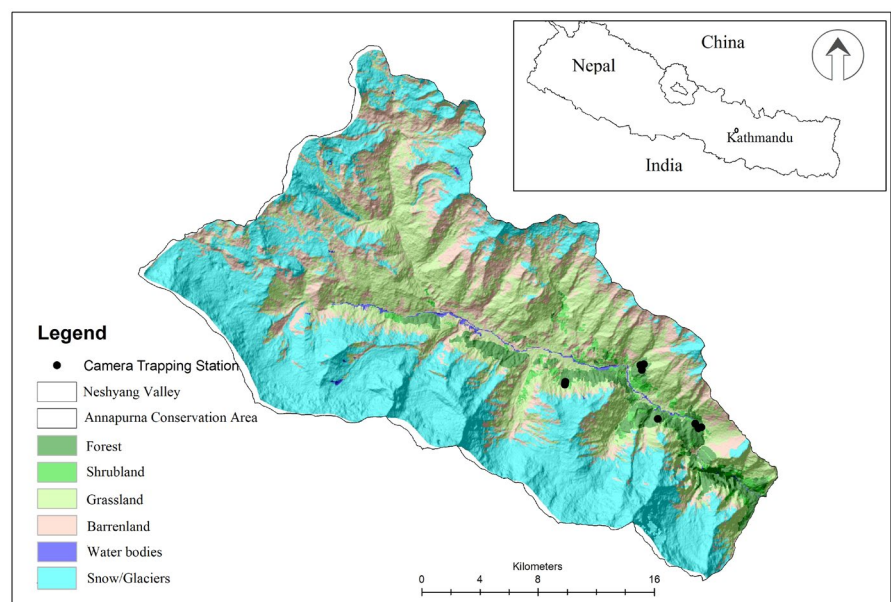 China
Nepal
Kathmandu
India
Legend
Camera Trapping Station
Neshyang Valley
Annapurna Conservation Area
Forest
Shrubland
Grassland
Barrenland
Water bodies
Snow/Glaciers
Kilometers
0 4 8 16